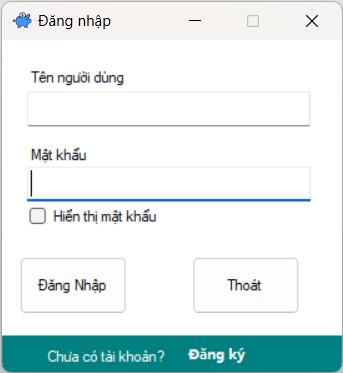 Đăng nhập
Tên người dùng
Mật khẩu
Hiển thị mật khẩu
Đăng Nhập
Thoát
Chưa có tài khoản? Đăng ký